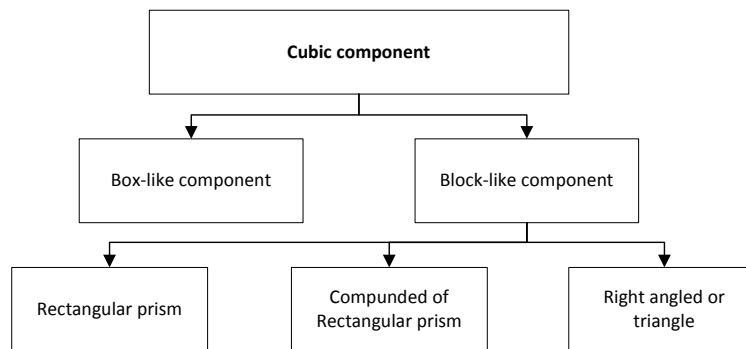 Cubic component
Box-like component
Block-like component
Rectangular prism
Compunded of
Rectangular prism
Right angled or
triangle